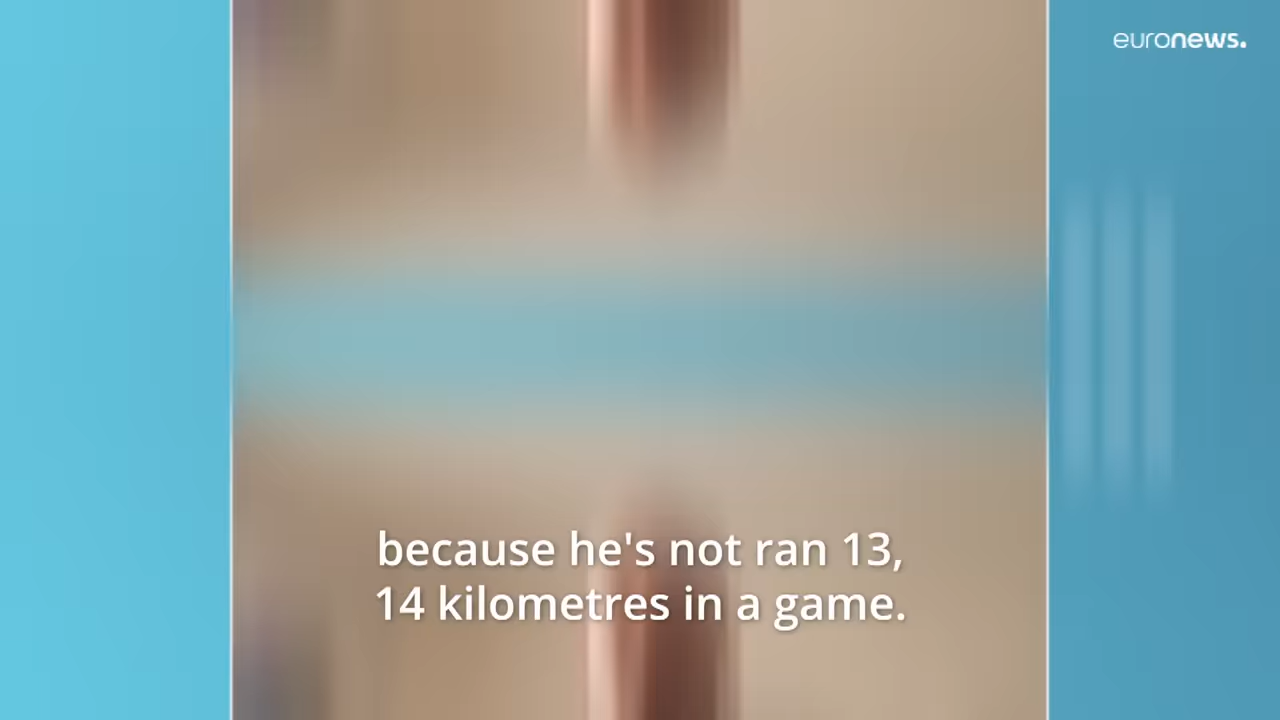 euronews.
because he's not ran 13,
14 kilometres in a game.